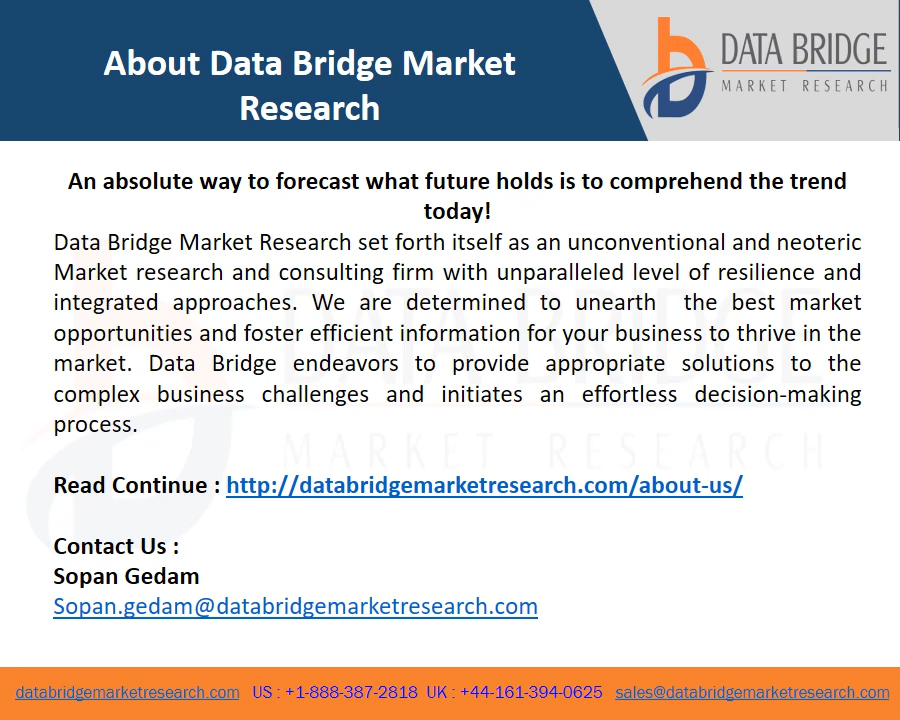 About Data Bridge Market
Research
DATA BRIDGE
MARKET RESEARCH
An absolute way to forecast what future holds is to comprehend the trend
today!
Data Bridge Market Research set forth itself as an unconventional and neoteric
Market research and consulting firm with unparalleled level of resilience and
integrated approaches. We are determined to unearth the best market
opportunities and foster efficient information for your business to thrive in the
market. Data Bridge endeavors to provide appropriate solutions to the
complex business challenges and initiates an effortless decision-making
process.
DATA BRIDGE
MARKET RESEARCH
Read Continue : http://databridgemarketresearch.com/about-us/
Contact Us :
Sopan Gedam
Sopan.gedam@databridgemarketresearch.com
databridgemarketresearch.com US : +1-888-387-2818 UK : +44-161-394-0625 sales@databridgemarketresearch.com